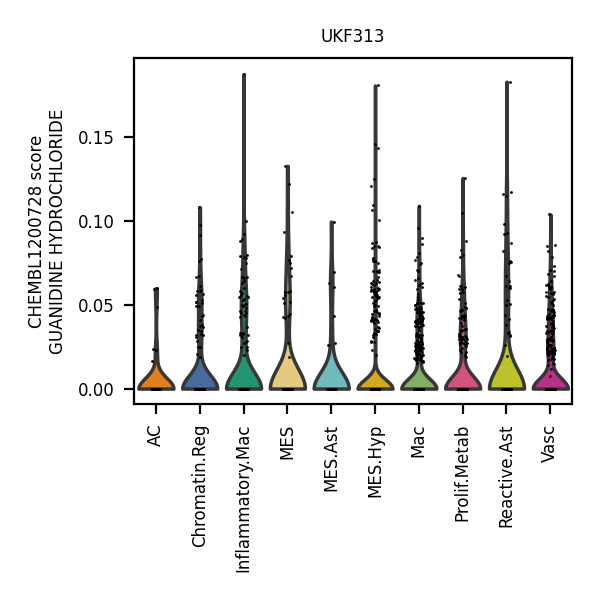 UKF313
CHEMBL1200728 score
GUANIDINE HYDROCHLORIDE
0.15
0.10
0.05
0.00
AC
Chromatin.Reg
Inflammatory.Mac
MES
MES.Ast
MES.Hyp
Mac
Prolif.Metab
Reactive.Ast
Vasc